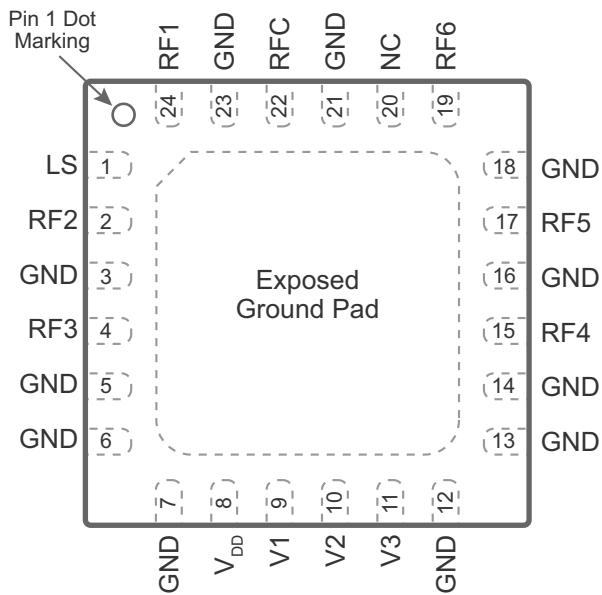 Pin 1 Dot
Marking
RF1
GND
RFC
GND
NC
RF6
24
23
22
21
20
19
LS 1
RF2 2
GND 3
RF3 4
GND 5
GND 6
18 GND
17 RF5
16 GND
15 RF4
14 GND
13 GND
Exposed
Ground Pad
7
8
9
10
11
12
GND
VDD
V1
V2
V3
GND